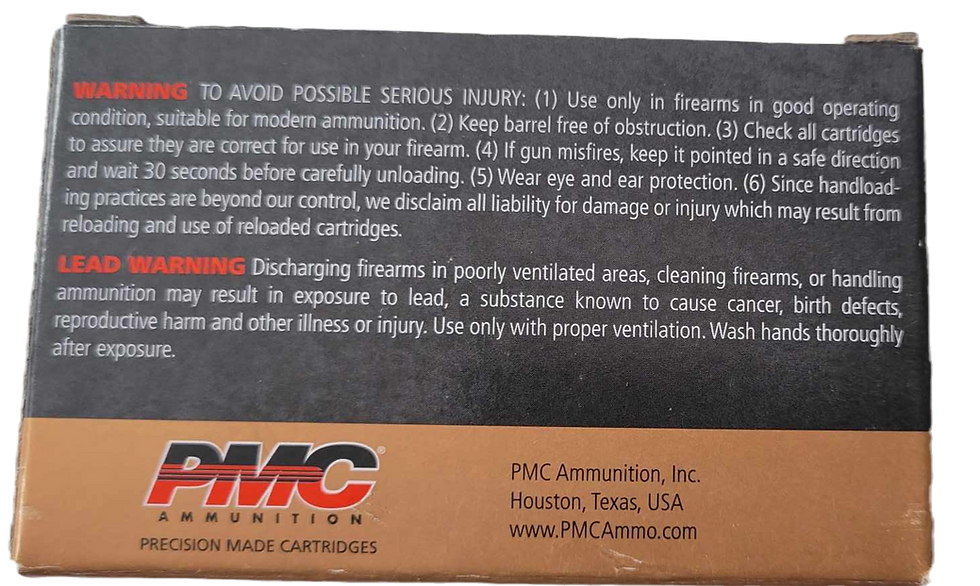 WARNING TO AVOID POSSIBLE SERIOUS INJURY: (1) Use only in firearms in good operating
condition, suitable for modern ammunition. (2) Keep barrel free of obstruction. (3) Check all cartridges
to assure they are correct for use in your firearm. (4) If gun misfires, keep it pointed in a safe direction
and wait 30 seconds before carefully unloading. (5) Wear eye and ear protection. (6) Since handload-
ing practices are beyond our control, we disclaim all liability for damage or injury which may result from
reloading and use of reloaded cartridges.
LEAD WARNING Discharging firearms in poorly ventilated areas, cleaning firearms, or handling
ammunition may result in exposure to lead, a substance known to cause cancer, birth defects,
reproductive harm and other illness or injury. Use only with proper ventilation. Wash hands thoroughly
after exposure.
PMC®
AMMUNITION
PRECISION MADE CARTRIDGES
PMC Ammunition, Inc.
Houston, Texas, USA
www.PMCAmmo.com